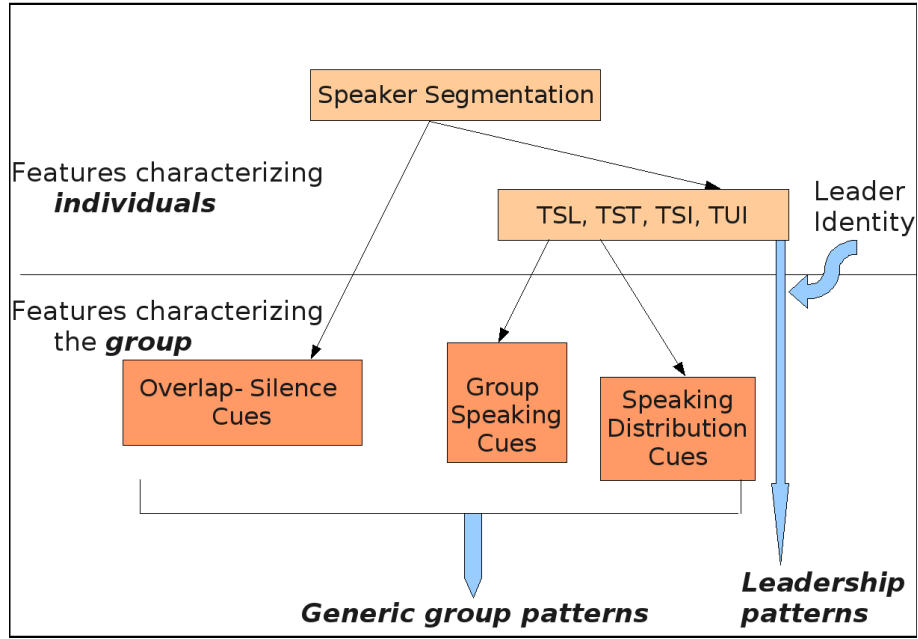 Speaker Segmentation
Features characterizing
individuals
TSL, TST, TSI, TUI
Leader
Identity
Features characterizing
the group
Overlap- Silence
Cues
Group
Speaking
Cues
Speaking
Distribution
Cues
Generic group patterns
Leadership
patterns